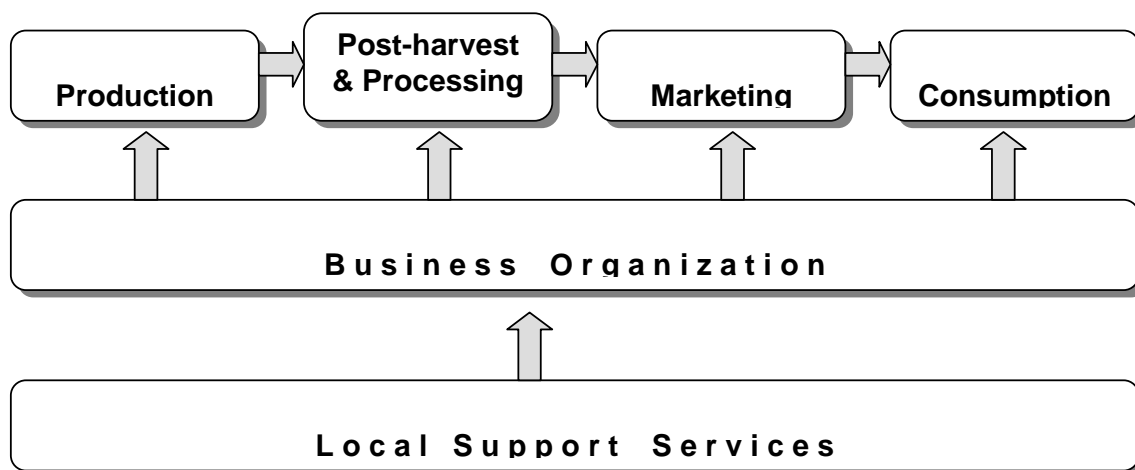 Production
Post-harvest
& Processing
Marketing
Consumption
Business Organization
Local Support Services